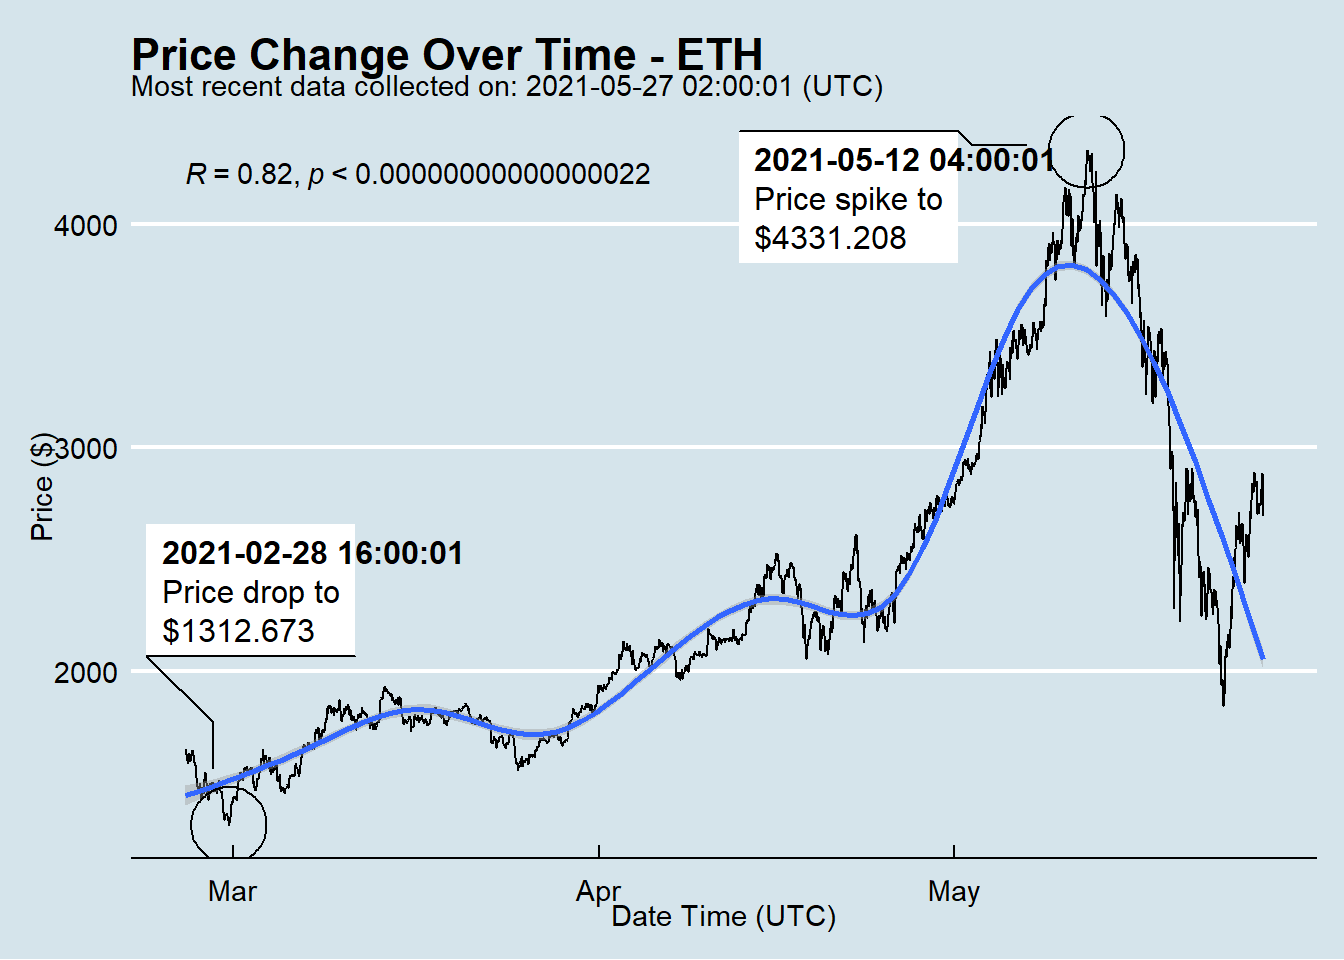 Price Change Over Time - ETH
Most recent data collected on: 2021-05-27 02:00:01 (UTC)
R = 0.82, p < 0.00000000000000022
2021-05-12 04:00:01
Price spike to
$4331.208
4000
3000
2000
Price ($)
2021-02-28 16:00:01
Price drop to
$1312.673
Mar
Apr
May
Date Time (UTC)